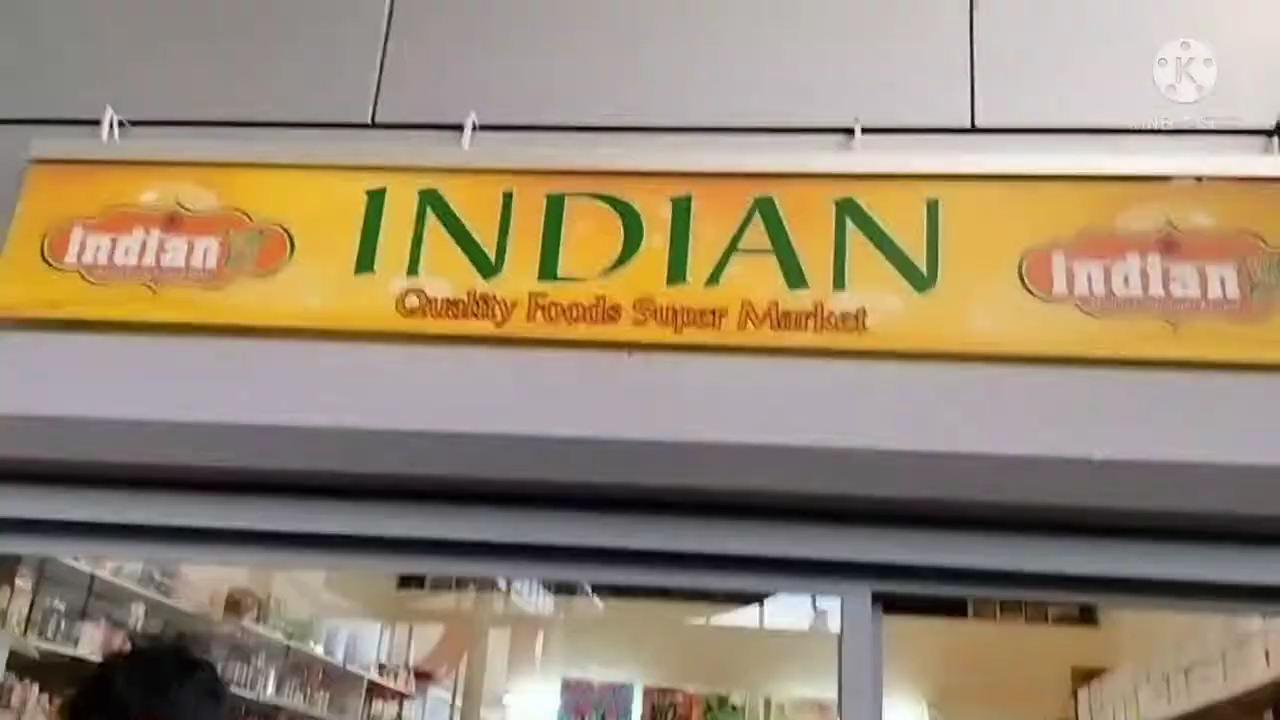 K
indian
INDIAN
Quality Foods Super Market
indian